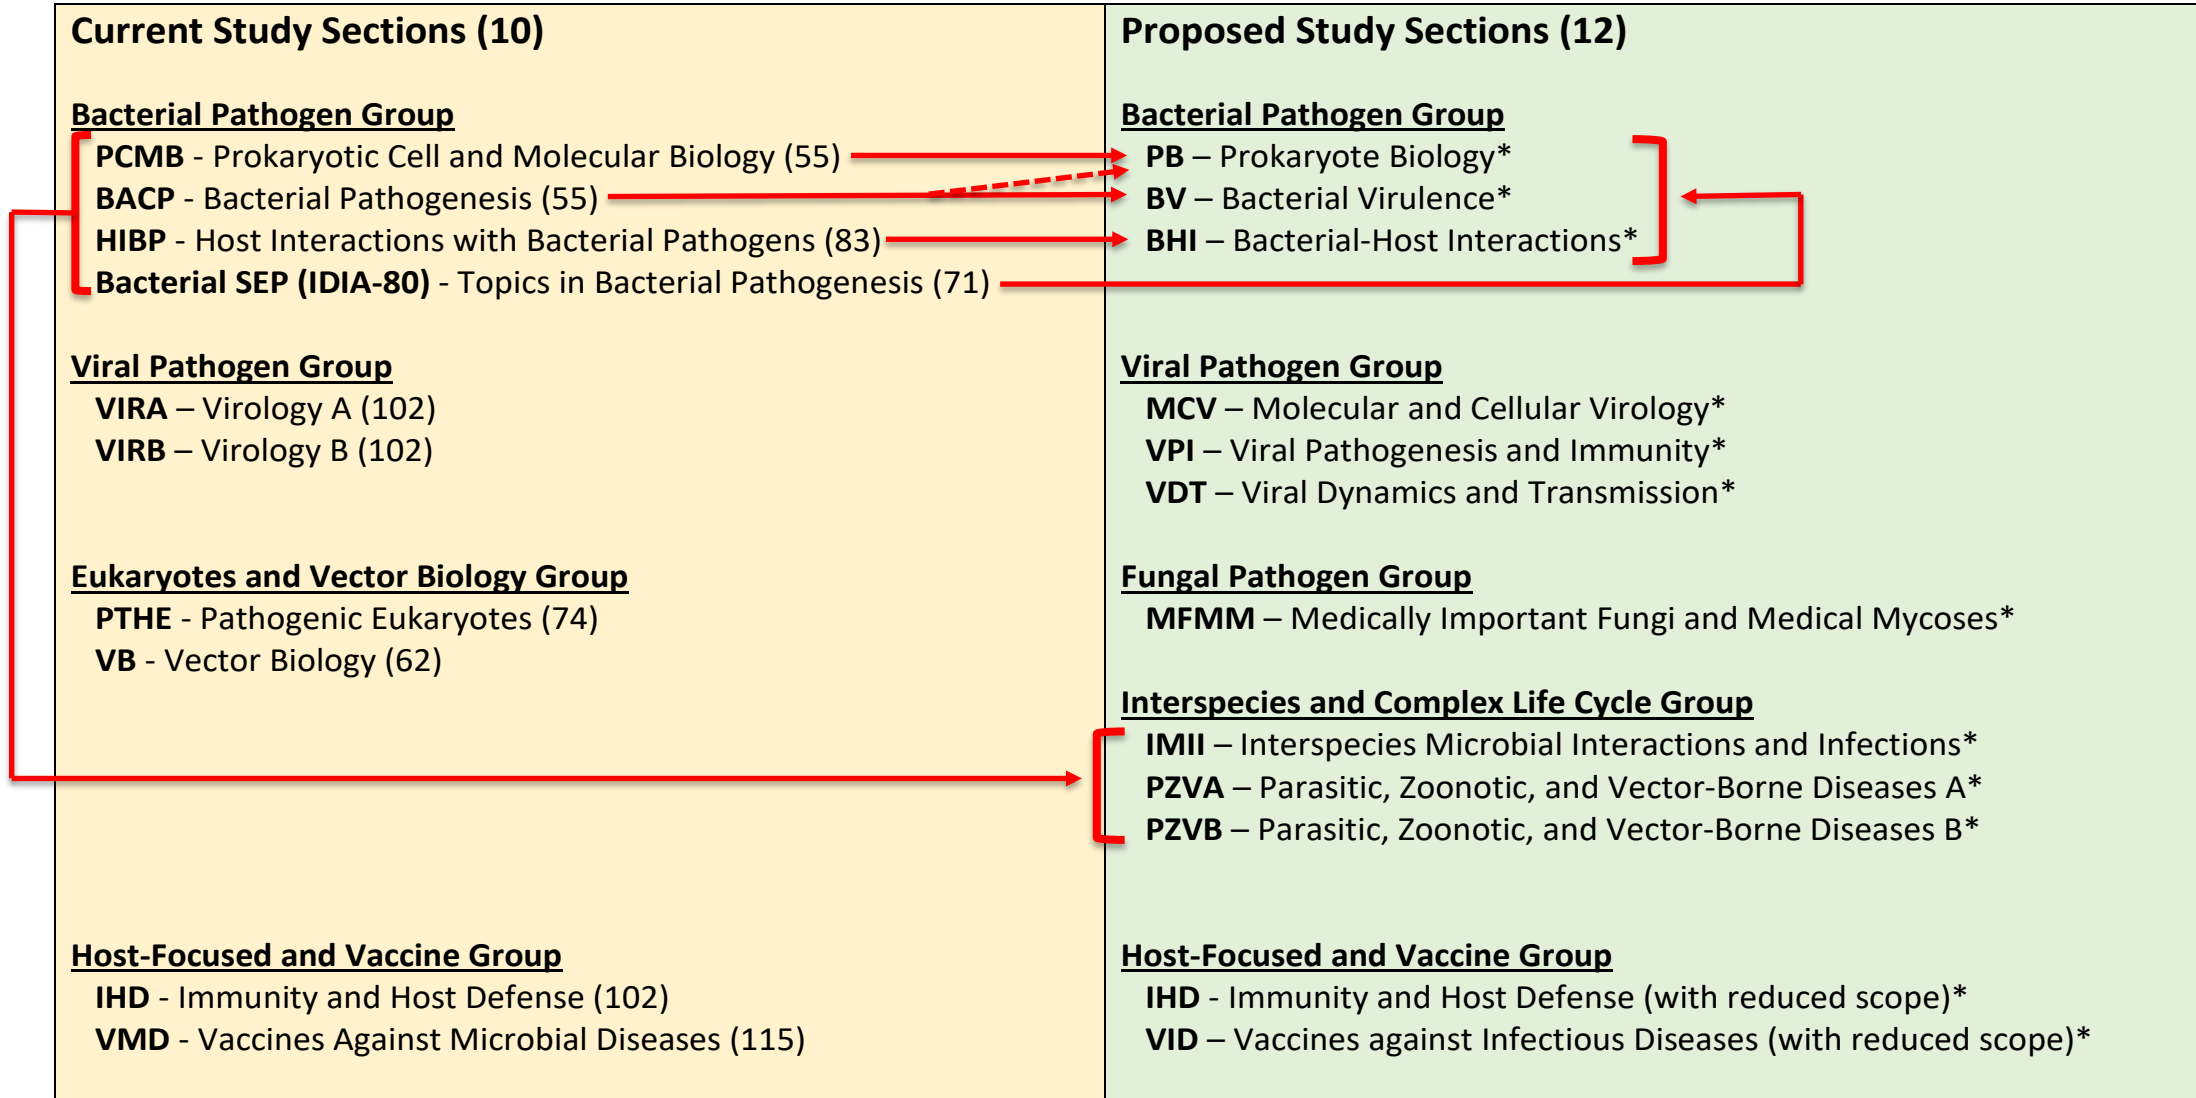 Current Study Sections (10)
Bacterial Pathogen Group
PCMB - Prokaryotic Cell and Molecular Biology (55)
BACP - Bacterial Pathogenesis (55)
HIBP - Host Interactions with Bacterial Pathogens (83)
Bacterial SEP (IDIA-80) - Topics in Bacterial Pathogenesis (71)
Viral Pathogen Group
VIRA – Virology A (102)
VIRB – Virology B (102)
Eukaryotes and Vector Biology Group
PTHE - Pathogenic Eukaryotes (74)
VB - Vector Biology (62)
Host-Focused and Vaccine Group
IHD - Immunity and Host Defense (102)
VMD - Vaccines Against Microbial Diseases (115)
Proposed Study Sections (12)
Bacterial Pathogen Group
PB – Prokaryote Biology*
BV – Bacterial Virulence*
BHI – Bacterial-Host Interactions*
Viral Pathogen Group
MCV – Molecular and Cellular Virology*
VPI – Viral Pathogenesis and Immunity*
VDT – Viral Dynamics and Transmission*
Fungal Pathogen Group
MFMM – Medically Important Fungi and Medical Mycoses*
Interspecies and Complex Life Cycle Group
IMII – Interspecies Microbial Interactions and Infections*
PZVA – Parasitic, Zoonotic, and Vector-Borne Diseases A*
PZVB – Parasitic, Zoonotic, and Vector-Borne Diseases B*
Host-Focused and Vaccine Group
IHD - Immunity and Host Defense (with reduced scope)*
VID – Vaccines against Infectious Diseases (with reduced scope)*